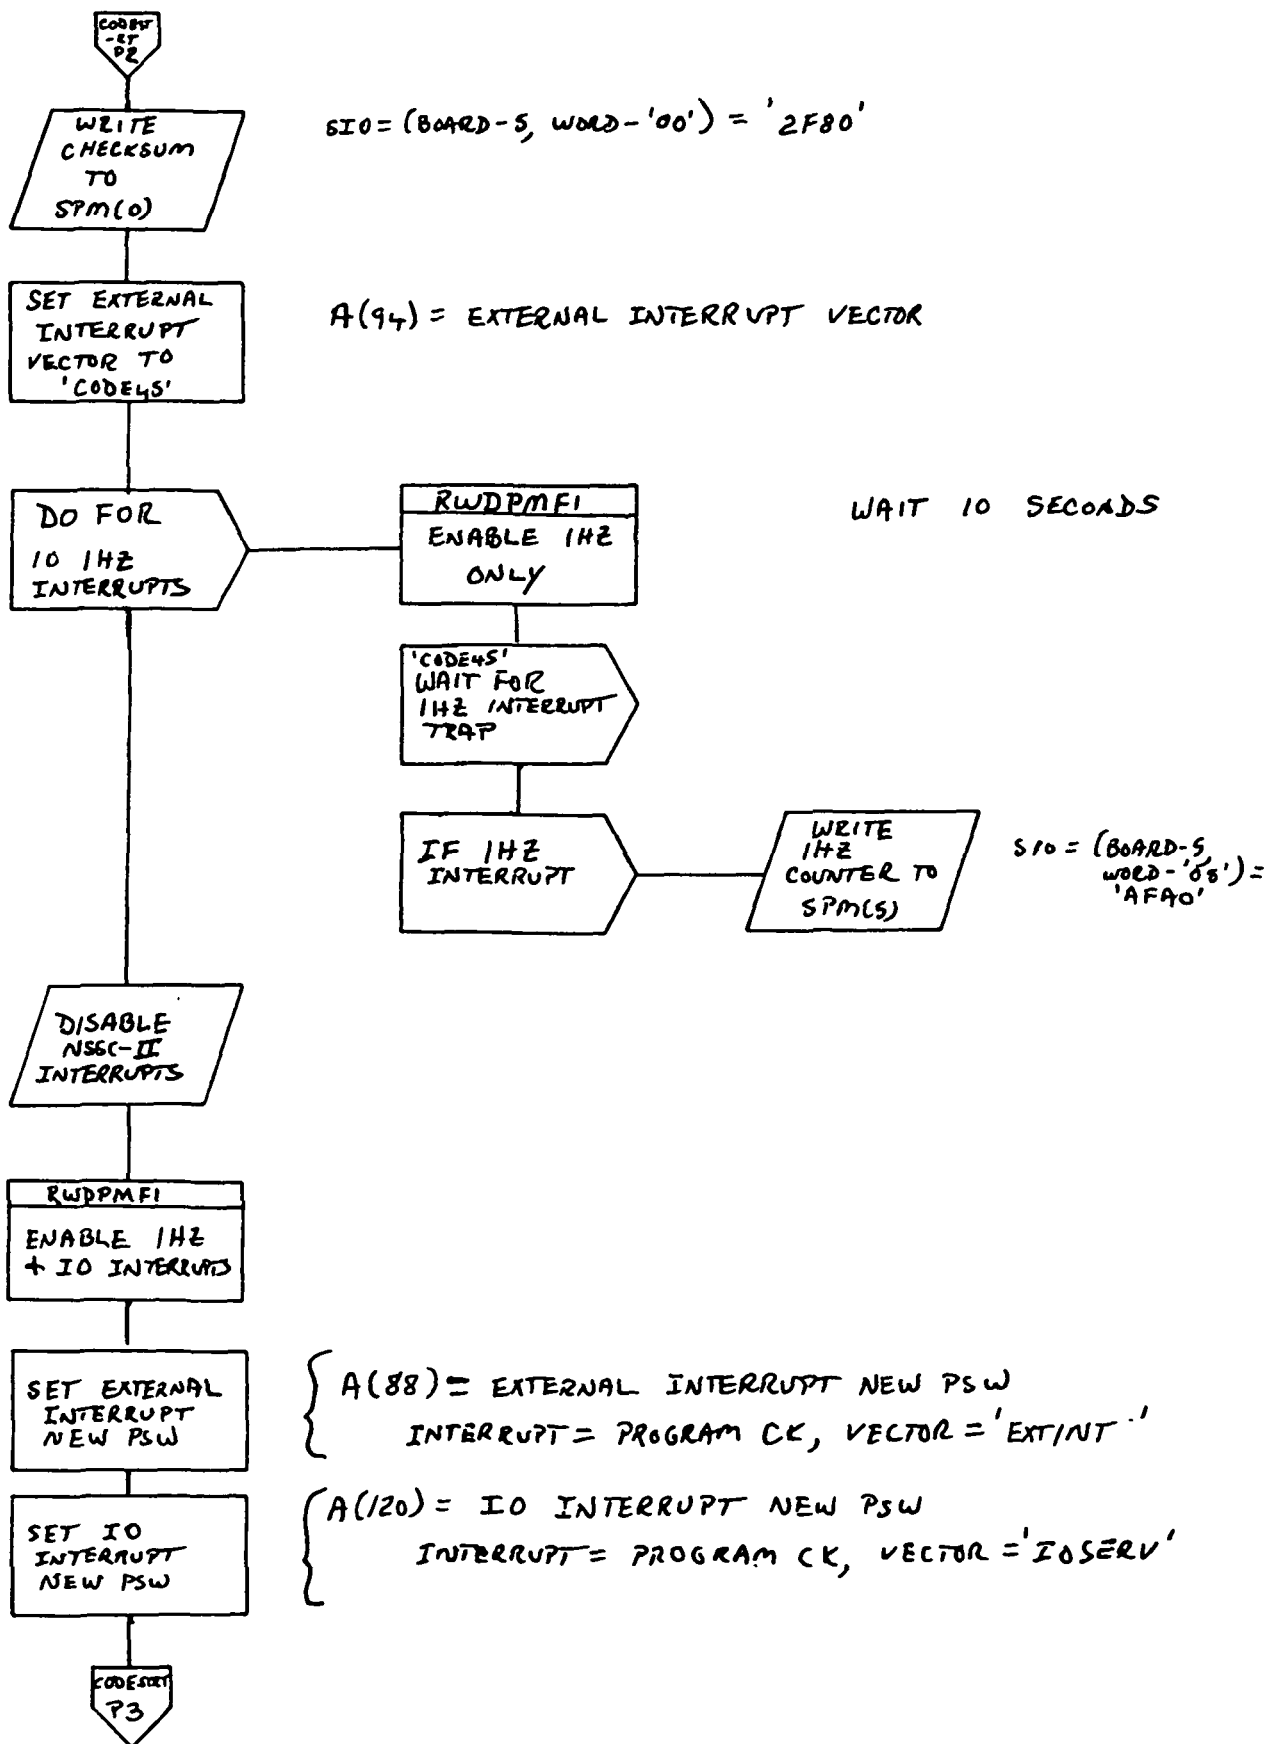 CODEST
-RT
P2
WRITE
CHECKSUM
TO
SPM(0)
SIO = (BOARD-5, WORD-'00') = '2F80'
SET EXTERNAL
INTERRUPT
VECTOR TO
'CODE45'
A(94) = EXTERNAL INTERRUPT VECTOR
DO FOR
10 1HZ
INTERRUPTS
RWDPMFI
ENABLE 1HZ
ONLY
WAIT 10 SECONDS
'CODE45'
WAIT FOR
1HZ INTERRUPT
TRAP
IF 1HZ
INTERRUPT
WRITE
1HZ
COUNTER TO
SPM(5)
SIO = (BOARD-5,
WORD-'05') =
'AFA0'
DISABLE
NSSC-II
INTERRUPTS
RWDPMFI
ENABLE 1HZ
+ IO INTERRUPTS
SET EXTERNAL
INTERRUPT
NEW PSW
A(88) = EXTERNAL INTERRUPT NEW PSW
INTERRUPT = PROGRAM CK, VECTOR = 'EXTINT'
SET IO
INTERRUPT
NEW PSW
A(120) = IO INTERRUPT NEW PSW
INTERRUPT = PROGRAM CK, VECTOR = 'IOSERV'
P3